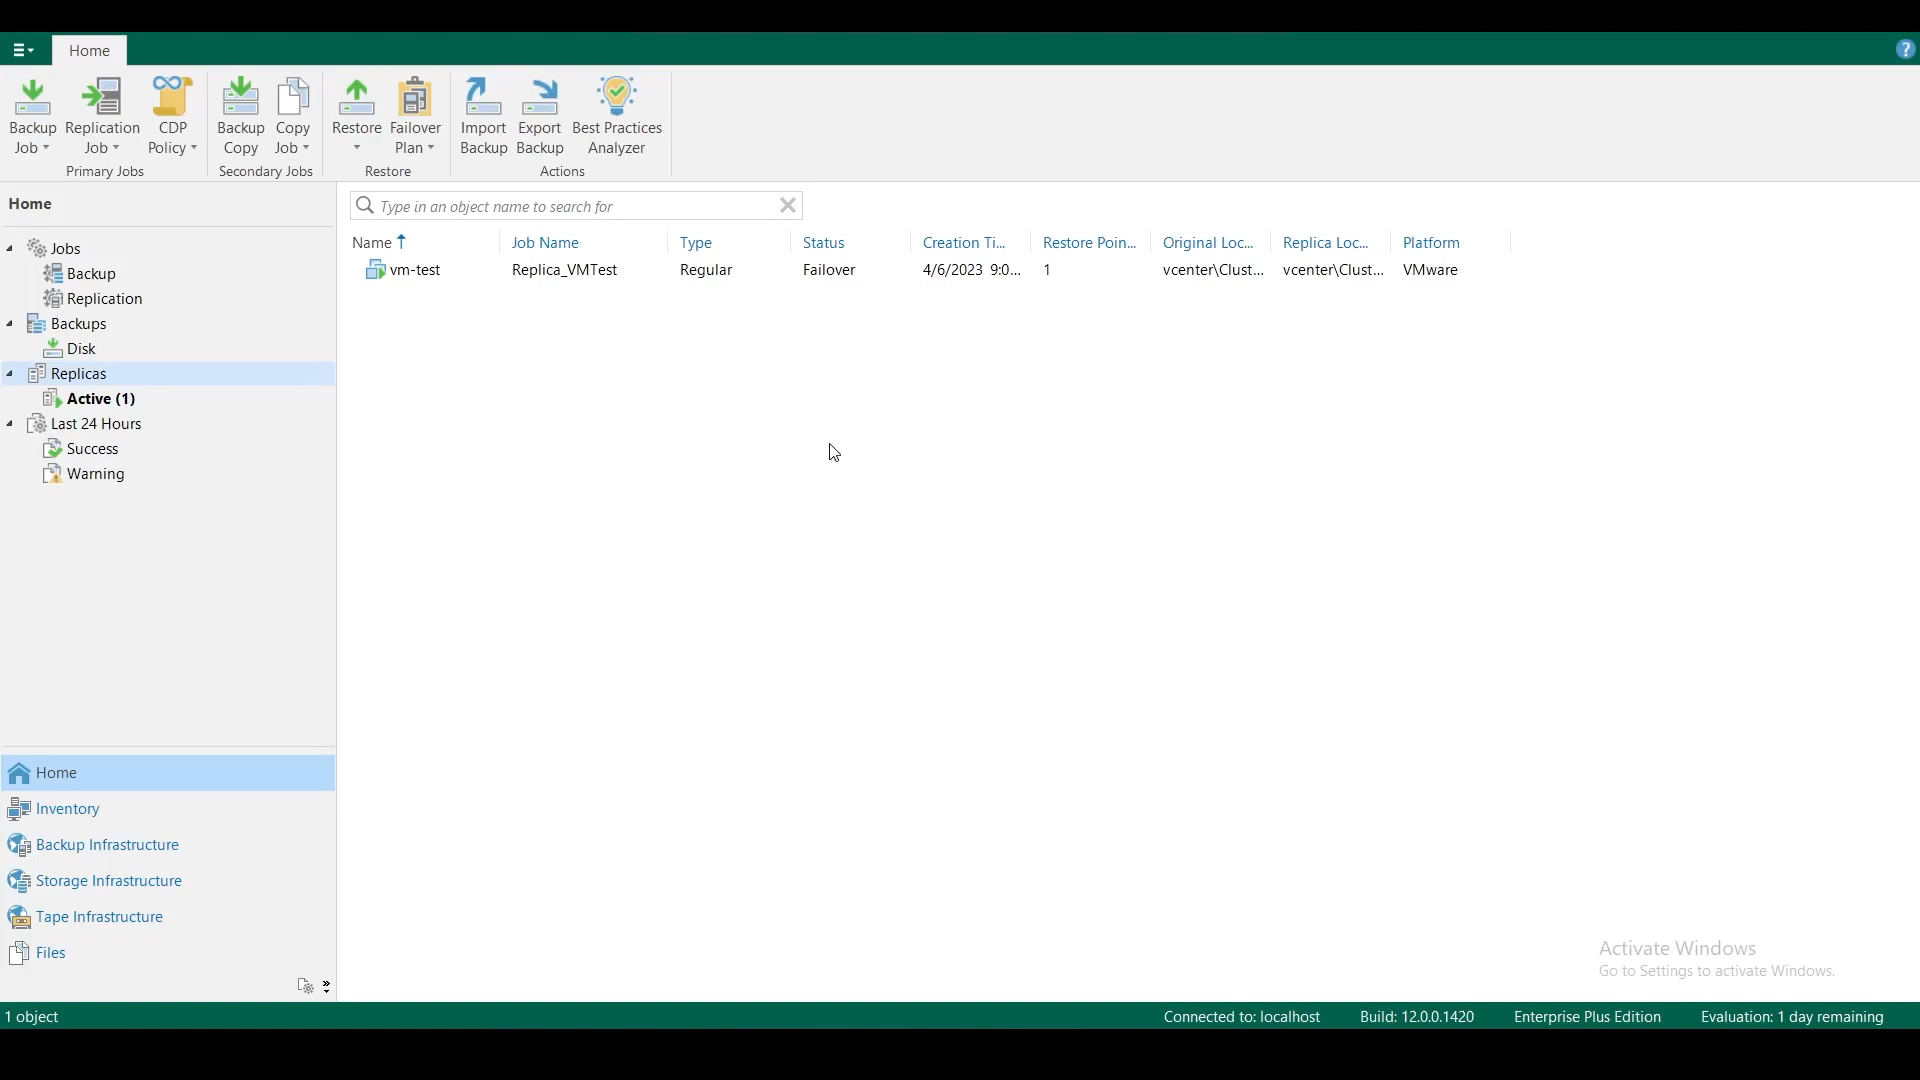 Home
Backup Job
Replication Job
CDP Policy
Backup Copy
Copy Job
Restore
Failover Plan
Import Backup
Export Backup
Best Practices Analyzer
Primary Jobs
Secondary Jobs
Restore
Actions
Home
Jobs
Backup
Replication
Backups
Disk
Replicas
Active (1)
Last 24 Hours
Success
Warning
Type in an object name to search for
Name Job Name Type Status Creation Ti... Restore Poin... Original Loc... Replica Loc... Platform
vm-test Replica_VMTest Regular Failover 4/6/2023 9:0... 1 vcenter\Clust... vcenter\Clust... VMware
Home
Inventory
Backup Infrastructure
Storage Infrastructure
Tape Infrastructure
Files
Activate Windows
Go to Settings to activate Windows.
1 object Connected to: localhost Build: 12.0.0.1420 Enterprise Plus Edition Evaluation: 1 day remaining